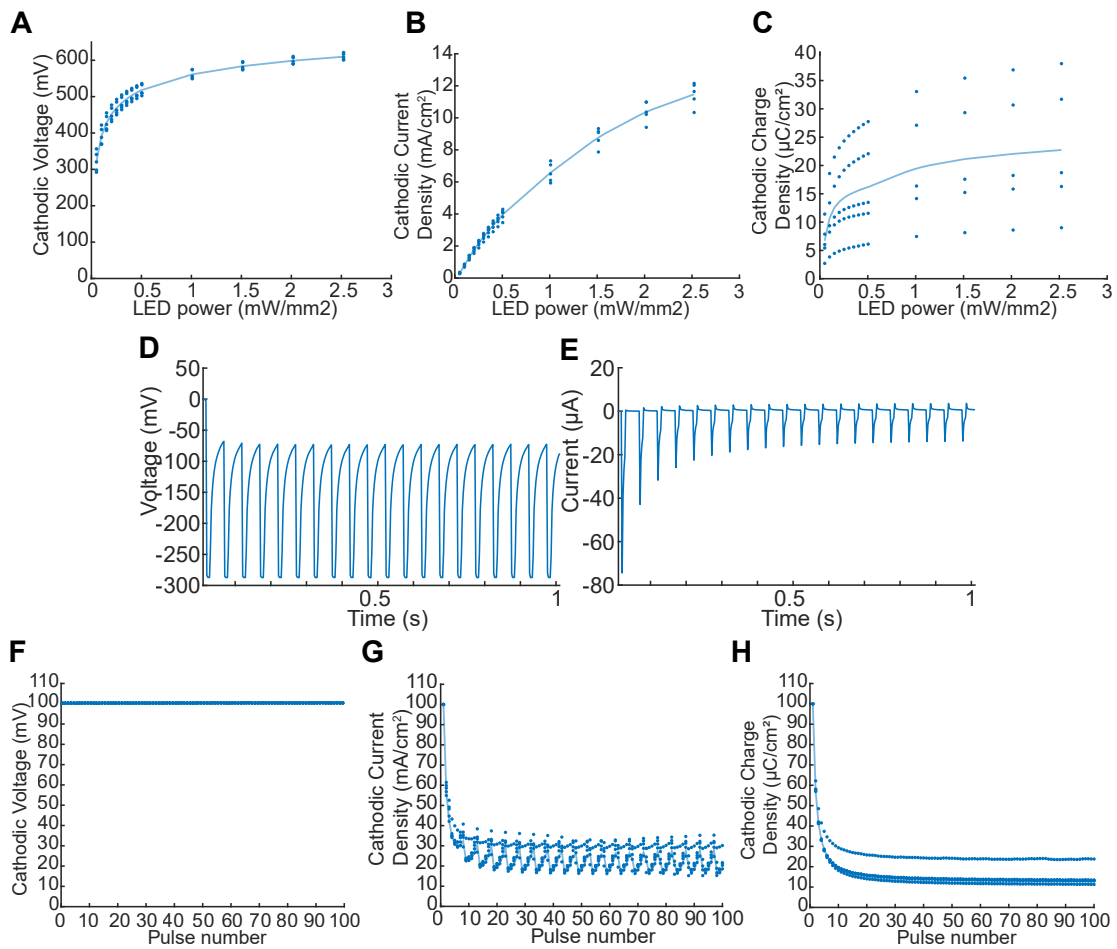 A
Cathodic Voltage (mV)
600
500
400
300
200
600
0
0 0.5 1 1.5 2 2.5 3
LED power (mW/mm2)
B
Cathodic Current
Density (mA/cm²)
14
12
10
8
6
4
2
0
0 0.5 1 1.5 2 2.5 3
LED power (mW/mm2)
C
Cathodic Charge
Density (µC/cm²)
40
35
30
25
20
15
10
5
0
0 0.5 1 1.5 2 2.5 3
LED power (mW/mm2)
D
Voltage (mV)
50
0
-50
-100
-150
-200
-250
-300
0.5 1
Time (s)
E
Current (µA)
20
0
-20
-40
-60
-80
0.5 1
Time (s)
F
Cathodic Voltage (mV)
110
100
90
80
70
60
50
40
30
20
10
0
0 10 20 30 40 50 60 70 80 90 100
Pulse number
G
Cathodic Current
Density (mA/cm²)
110
100
90
80
70
60
50
40
30
20
10
0 10 20 30 40 50 60 70 80 90 100
Pulse number
H
Cathodic Charge
Density (µC/cm²)
110
100
90
80
70
60
50
40
30
20
10
0 10 20 30 40 50 60 70 80 90 100
Pulse number